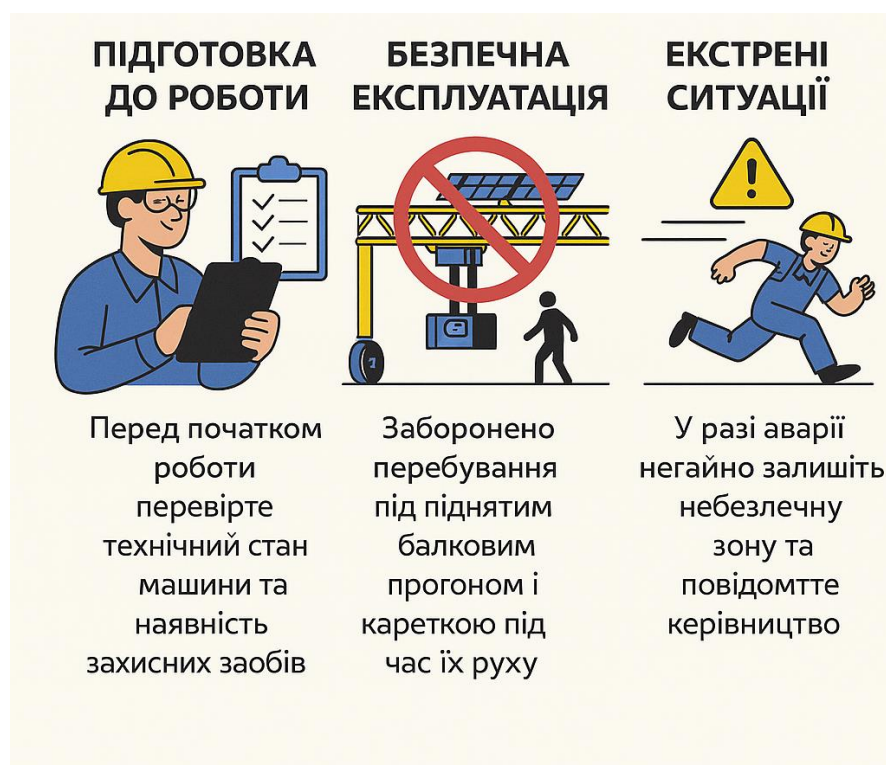 ПІДГОТОВКА
ДО РОБОТИ
Перед початком
роботи
перевірте
технічний стан
машини та
наявність
захисних заобів
БЕЗПЕЧНА
ЕКСПЛУАТАЦІЯ
Заборонено
перебування
під піднятим
балковим
прогоном і
кареткою під
час їх руху
ЕКСТРЕНІ
СИТУАЦІЇ
У разі аварії
негайно залишіть
небезлечну
зону та
повідомтте
керівництво